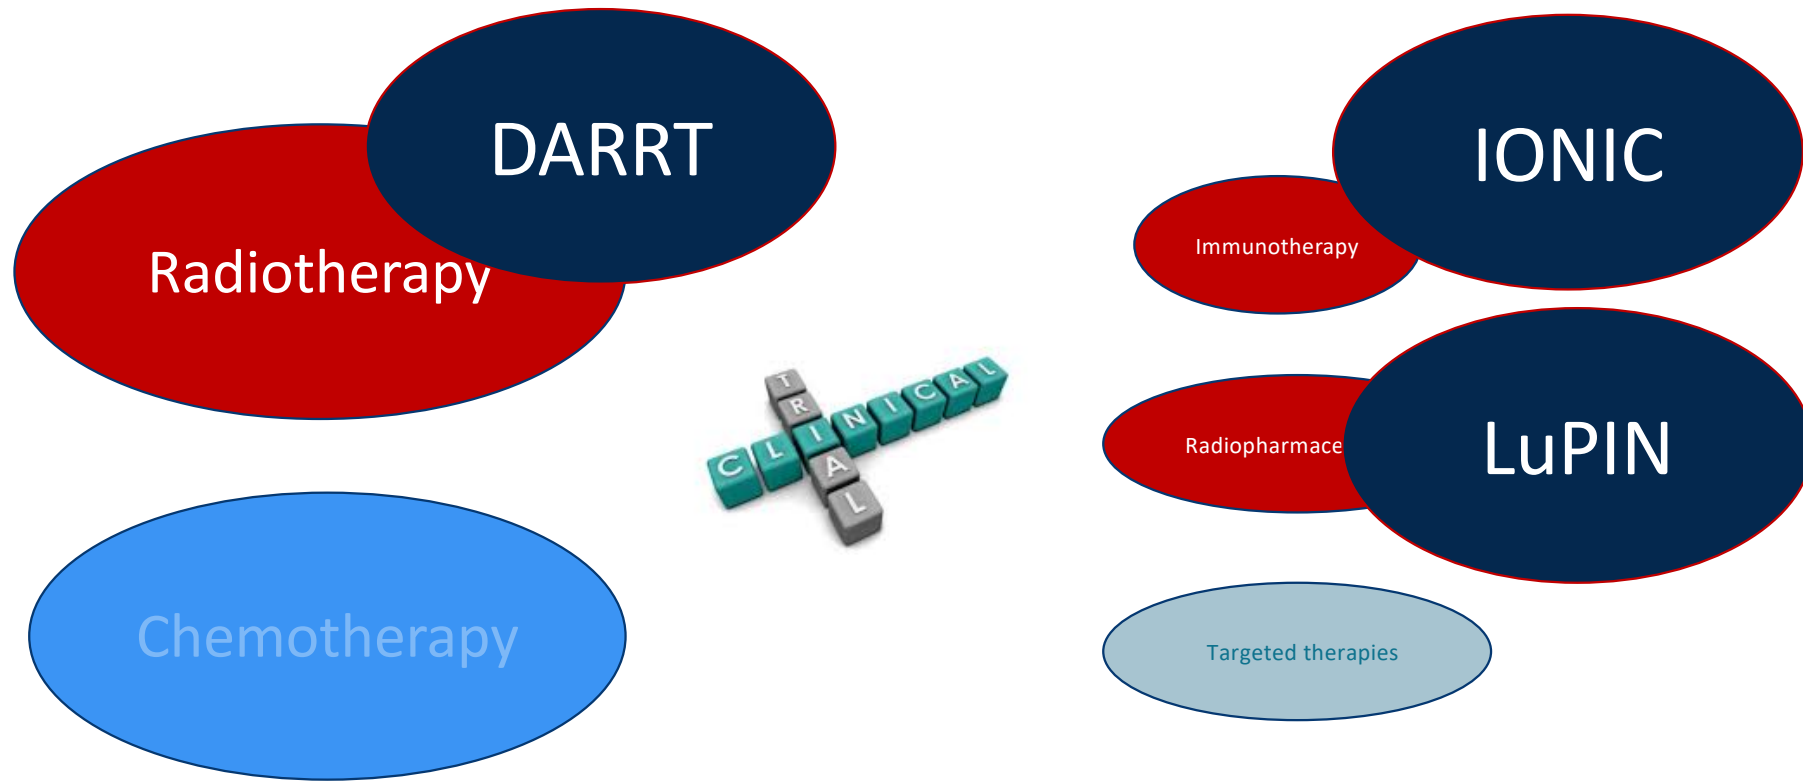 DARRT
Radiotherapy
Chemotherapy
CLINICAL
TRIAL
IONIC
Immunotherapy
LuPIN
Radiopharmace
Targeted therapies